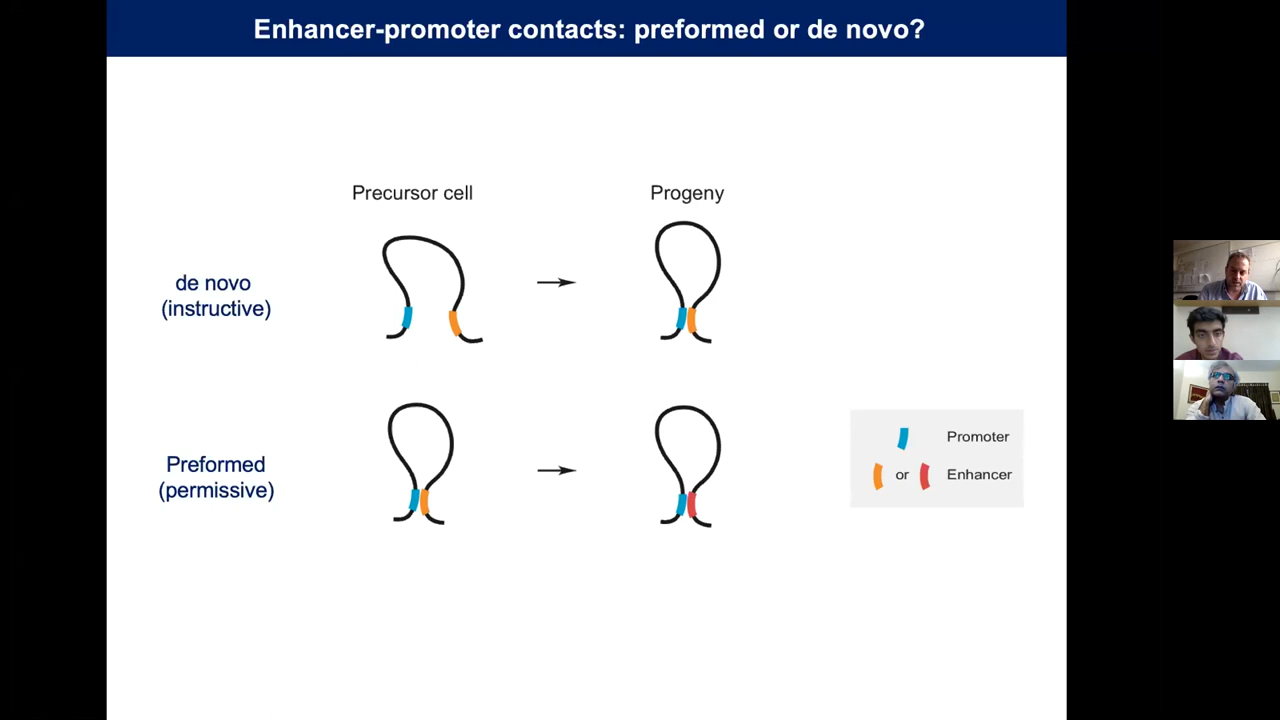 Enhancer-promoter contacts: preformed or de novo?
Precursor cell
Progeny
de novo
(instructive)
Preformed
(permissive)
Promoter
or
Enhancer